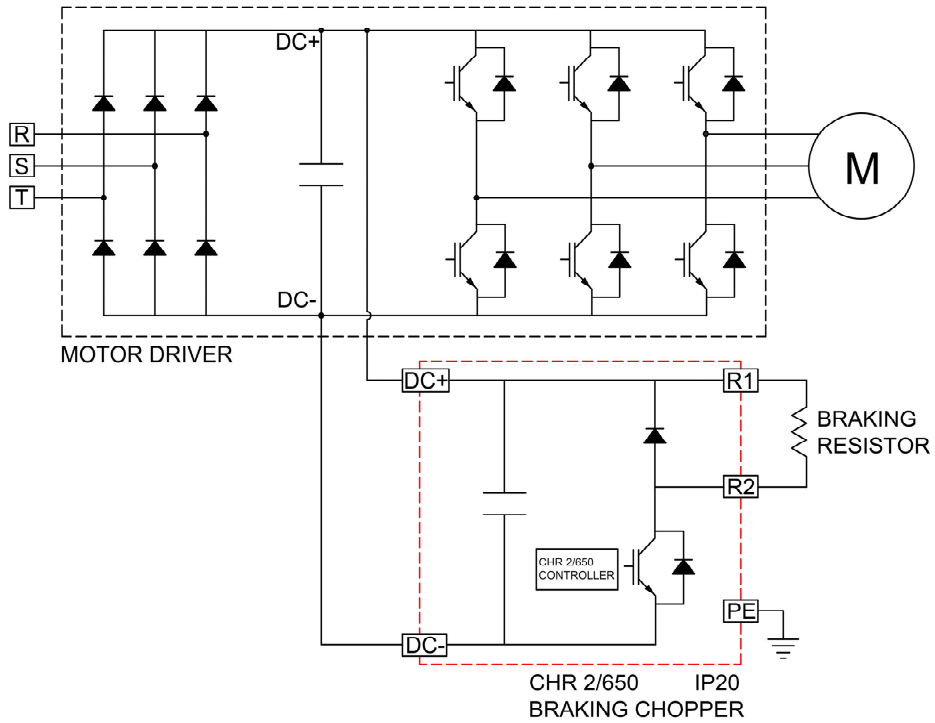 DC+
R
S
T
M
DC-
MOTOR DRIVER
DC+
R1
BRAKING
RESISTOR
R2
CHR 2/650
CONTROLLER
PE
DC-
CHR 2/650 IP20
BRAKING CHOPPER